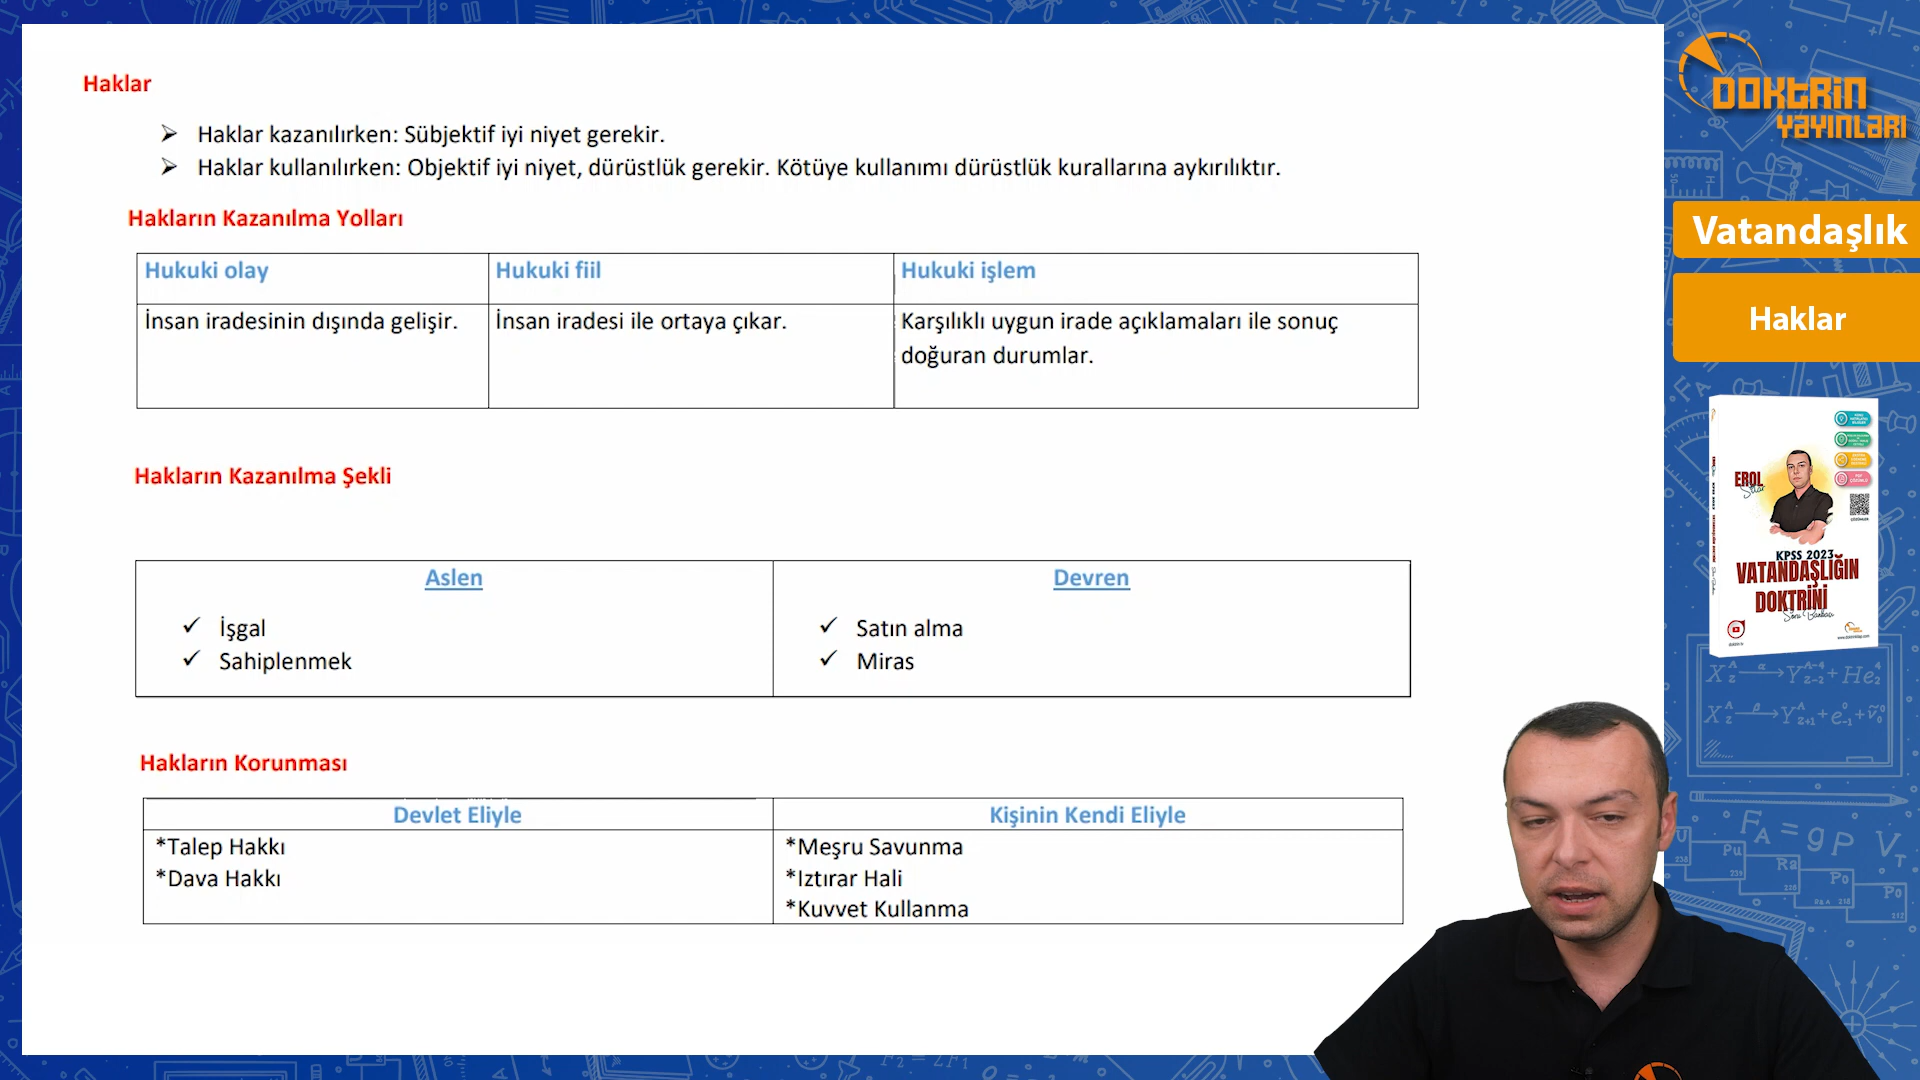 Haklar
➢ Haklar kazanılırken: Sübjektif iyi niyet gerekir.
➢ Haklar kullanılırken: Objektif iyi niyet, dürüstlük gerekir. Kötüye kullanımı dürüstlük kurallarına aykırılıktır.
Hakların Kazanılma Yolları
Hukuki olay
Hukuki fiil
Hukuki işlem
İnsan iradesinin dışında gelişir.
İnsan iradesi ile ortaya çıkar.
Karşılıklı uygun irade açıklamaları ile sonuç
doğuran durumlar.
Hakların Kazanılma Şekli
Aslen
✓ İşgal
✓ Sahiplenmek
Devren
✓ Satın alma
✓ Miras
Hakların Korunması
Devlet Eliyle
*Talep Hakkı
*Dava Hakkı
Kişinin Kendi Eliyle
*Meşru Savunma
*Iztırar Hali
*Kuvvet Kullanma
DOKTRİN
YAYINLARI
Vatandaşlık
Haklar
EROL
KPSS 2023
VATANDAŞLIĞIN
DOKTRİNİ
Soru Bankası